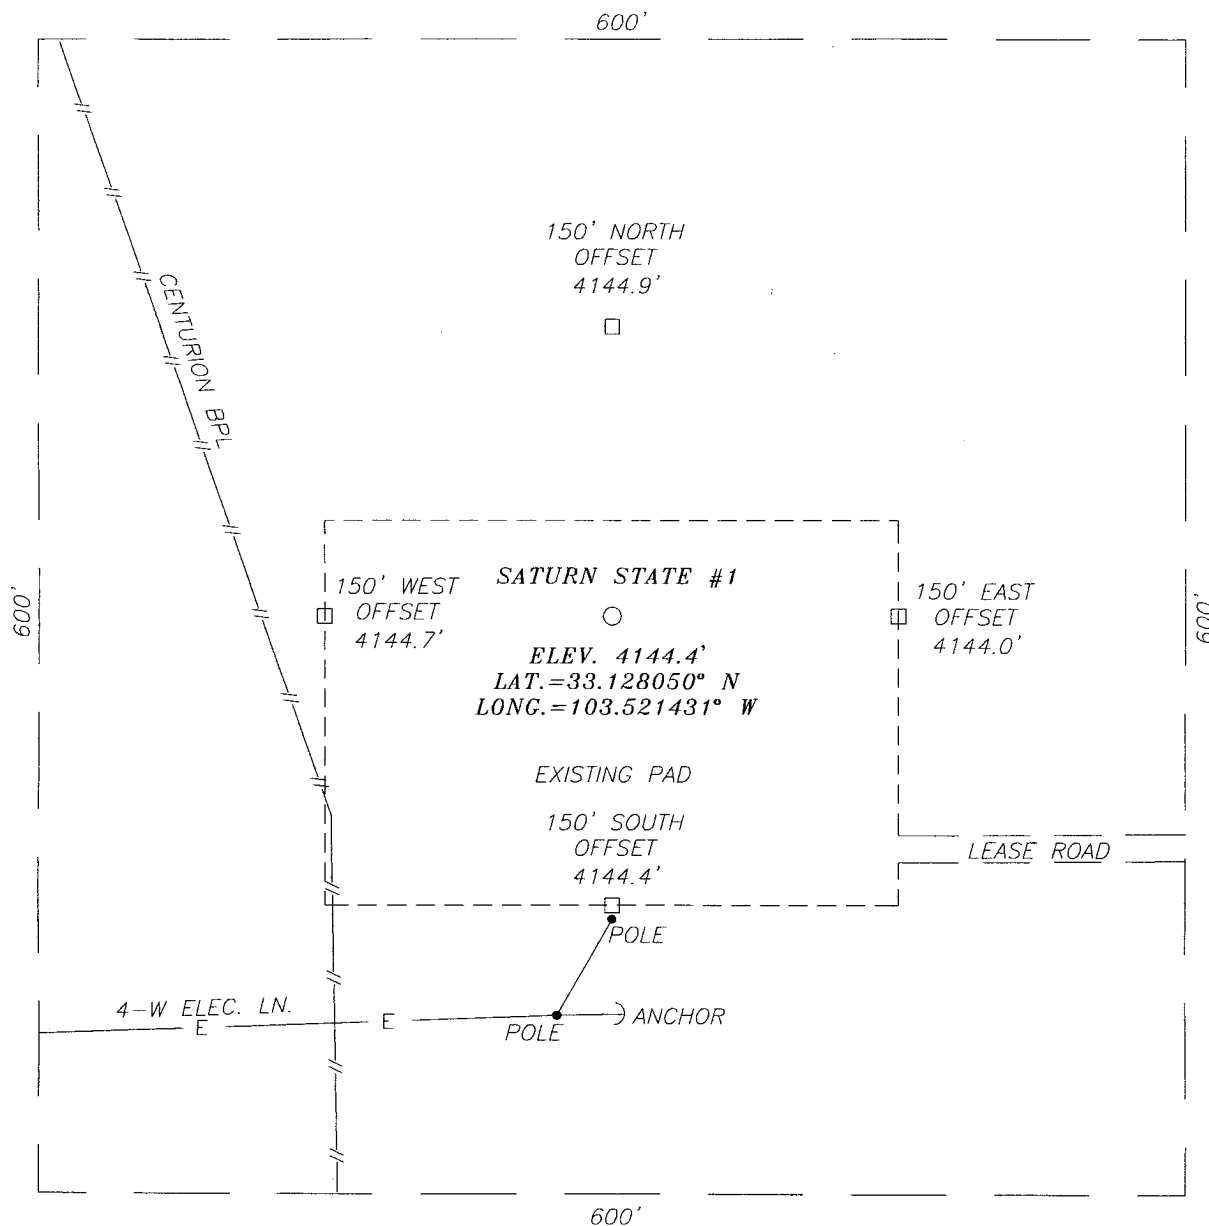 600'
150' NORTH
OFFSET
4144.9'
CENTURION BPL
SATURN STATE #1
150' WEST
OFFSET
4144.7'
150' EAST
OFFSET
4144.0'
600'
600'
ELEV. 4144.4'
LAT.=33.128050° N
LONG.=103.521431° W
EXISTING PAD
150' SOUTH
OFFSET
4144.4'
LEASE ROAD
POLE
4-W ELEC. LN.
E
E
POLE
ANCHOR
600'